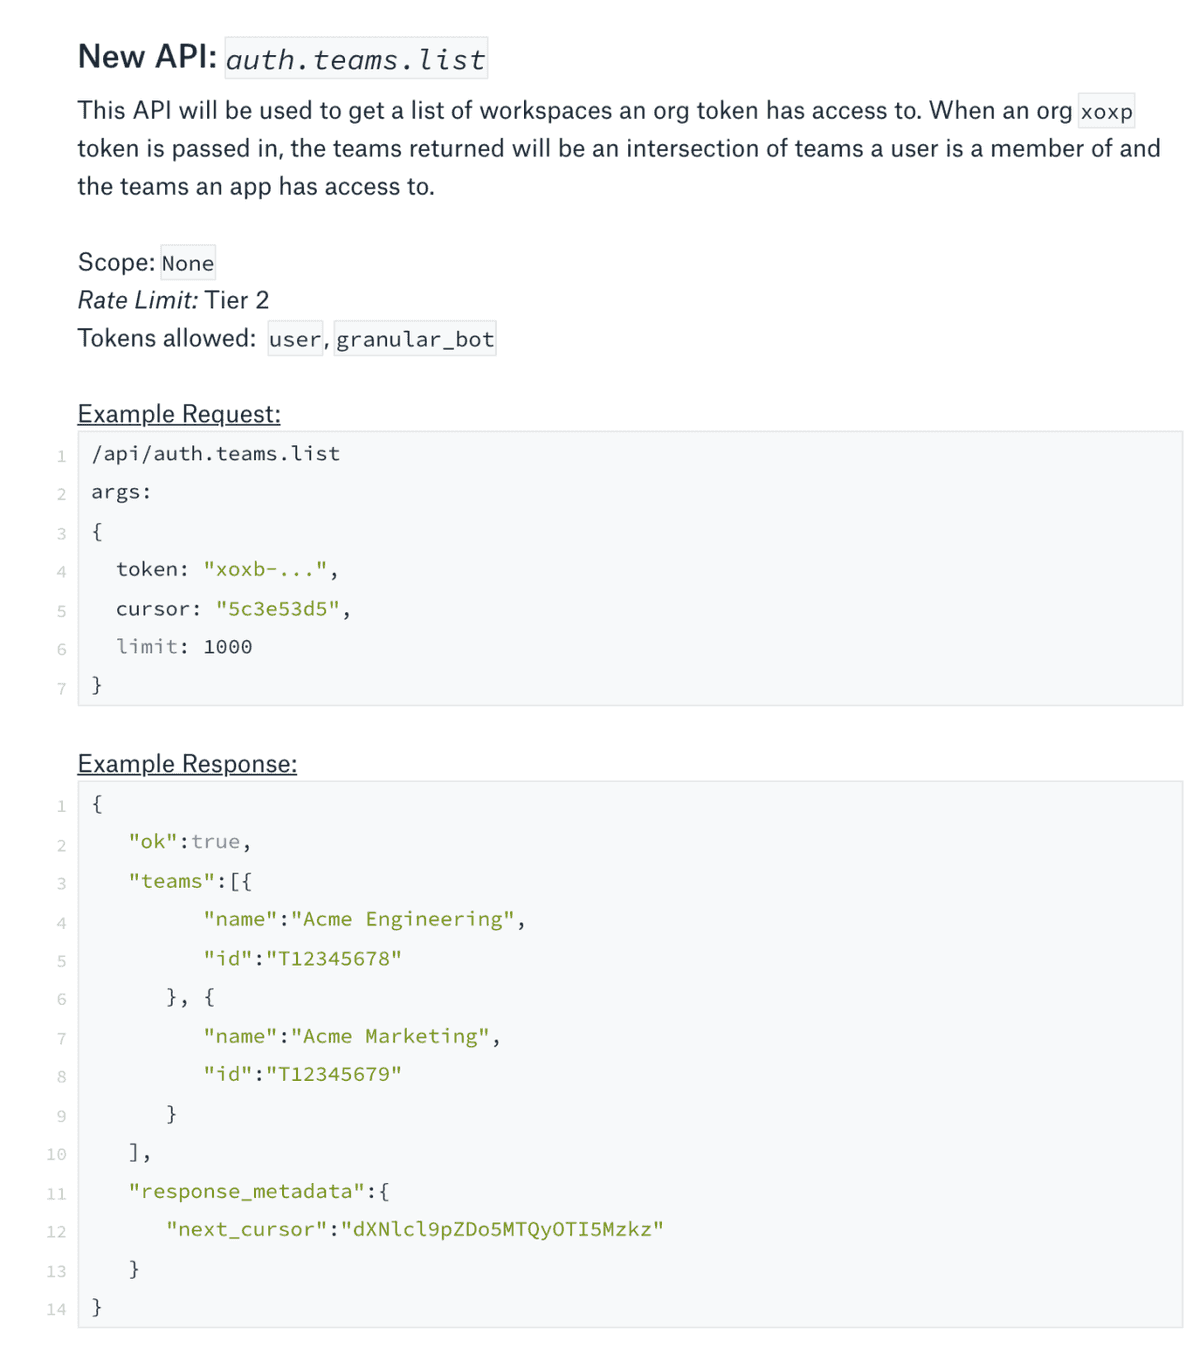 New API: auth.teams.list
This API will be used to get a list of workspaces an org token has access to. When an org xoxp
token is passed in, the teams returned will be an intersection of teams a user is a member of and
the teams an app has access to.
Scope: None
Rate Limit: Tier 2
Tokens allowed: user, granular_bot
Example Request:
1 /api/auth.teams.list
2 args:
3 {
4 token: "xoxb-...",
5 cursor: "5c3e53d5",
6 limit: 1000
7 }
Example Response:
1 {
2 "ok":true,
3 "teams":[{
4 "name":"Acme Engineering",
5 "id":"T12345678"
6 }, {
7 "name":"Acme Marketing",
8 "id":"T12345679"
9 }
10 ],
11 "response_metadata":{
12 "next_cursor":"dXNlcl9pZDo5MTQyOTI5Mzkz"
13 }
14 }